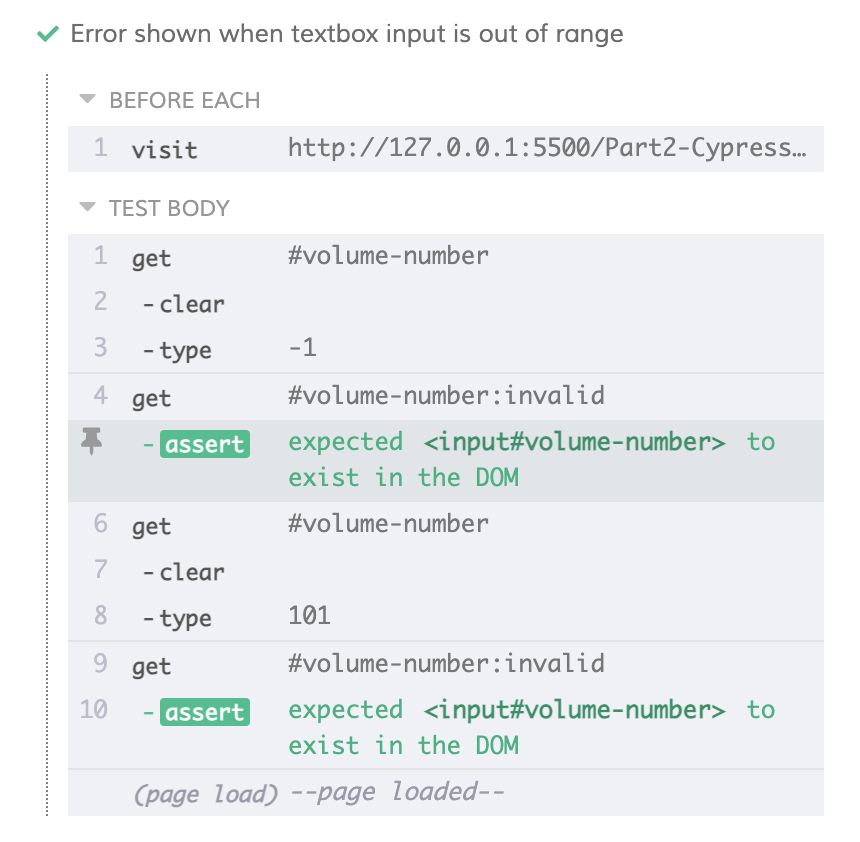 Error shown when textbox input is out of range
BEFORE EACH
1 visit http://127.0.0.1:5500/Part2-Cypress…
TEST BODY
1 get #volume-number
2 -clear
3 -type -1
4 get #volume-number:invalid
-assert expected <input#volume-number> to
exist in the DOM
6 get #volume-number
7 -clear
8 -type 101
9 get #volume-number:invalid
10 -assert expected <input#volume-number> to
exist in the DOM
(page load) --page loaded--